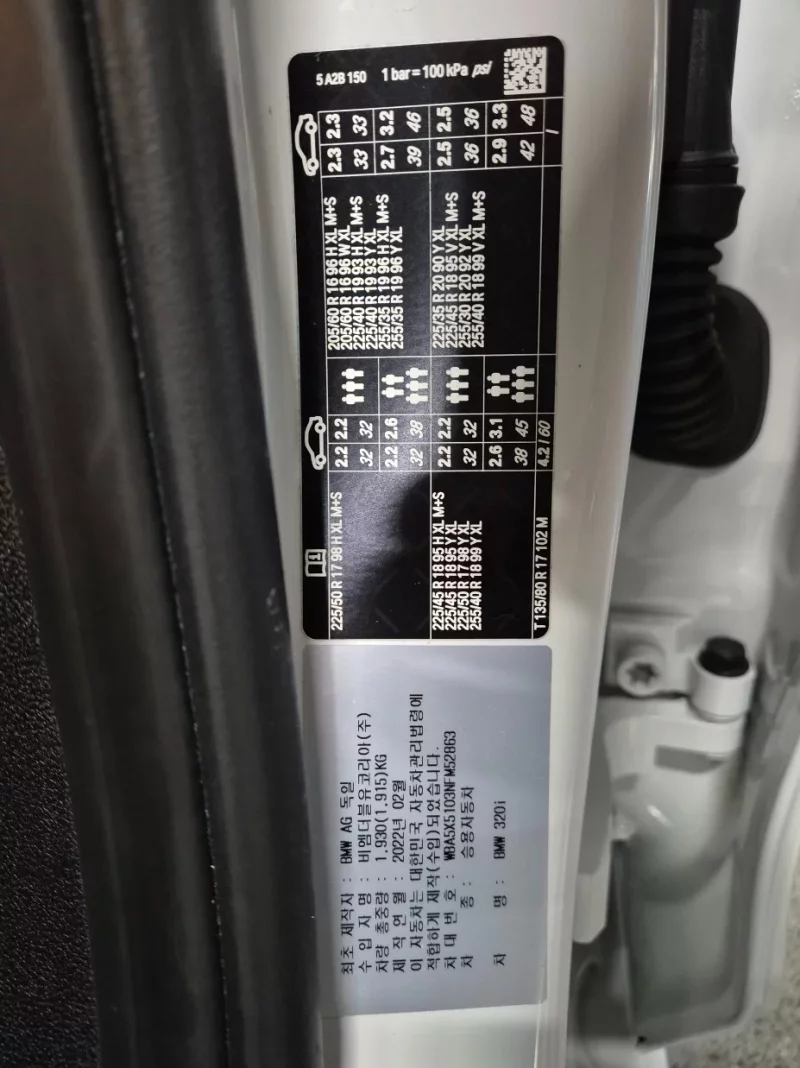 5A2B 150 1 bar = 100 kPa psi
225/50 R 17 98 H XL M+S
2.2 2.2
32 32
2.2 2.6
32 38
205/60 R 16 96 H XL M+S
205/60 R 16 96 W XL
225/40 R 19 93 H XL M+S
225/40 R 19 93 Y XL
255/35 R 19 96 H XL M+S
255/35 R 19 96 Y XL
2.3 2.3
33 33
2.7 3.2
39 46
225/45 R 18 95 H XL M+S
225/45 R 18 95 Y XL
225/50 R 17 98 Y XL
255/40 R 18 99 Y XL
2.2 2.2
32 32
2.6 3.1
38 45
225/35 R 20 90 Y XL
225/45 R 18 95 V XL M+S
255/30 R 20 92 Y XL
255/40 R 18 99 V XL M+S
2.5 2.5
36 36
2.9 3.3
42 48
T 135/80 R 17 102 M
4.2 / 60
/
최초 제작자 : BMW AG 독일
수 입 자 명 : 비엠더블유코리아(주)
차량 총중량 : 1,930(1,915)KG
제 작 연 월 : 2022년 02월
이 자동차는 대한민국 자동차관리법령에
적합하게 제작(수입)되었습니다.
차 대 번 호 : WBA5X5103NFM52863
차 종 : 승용자동차
차 명 : BMW 320i